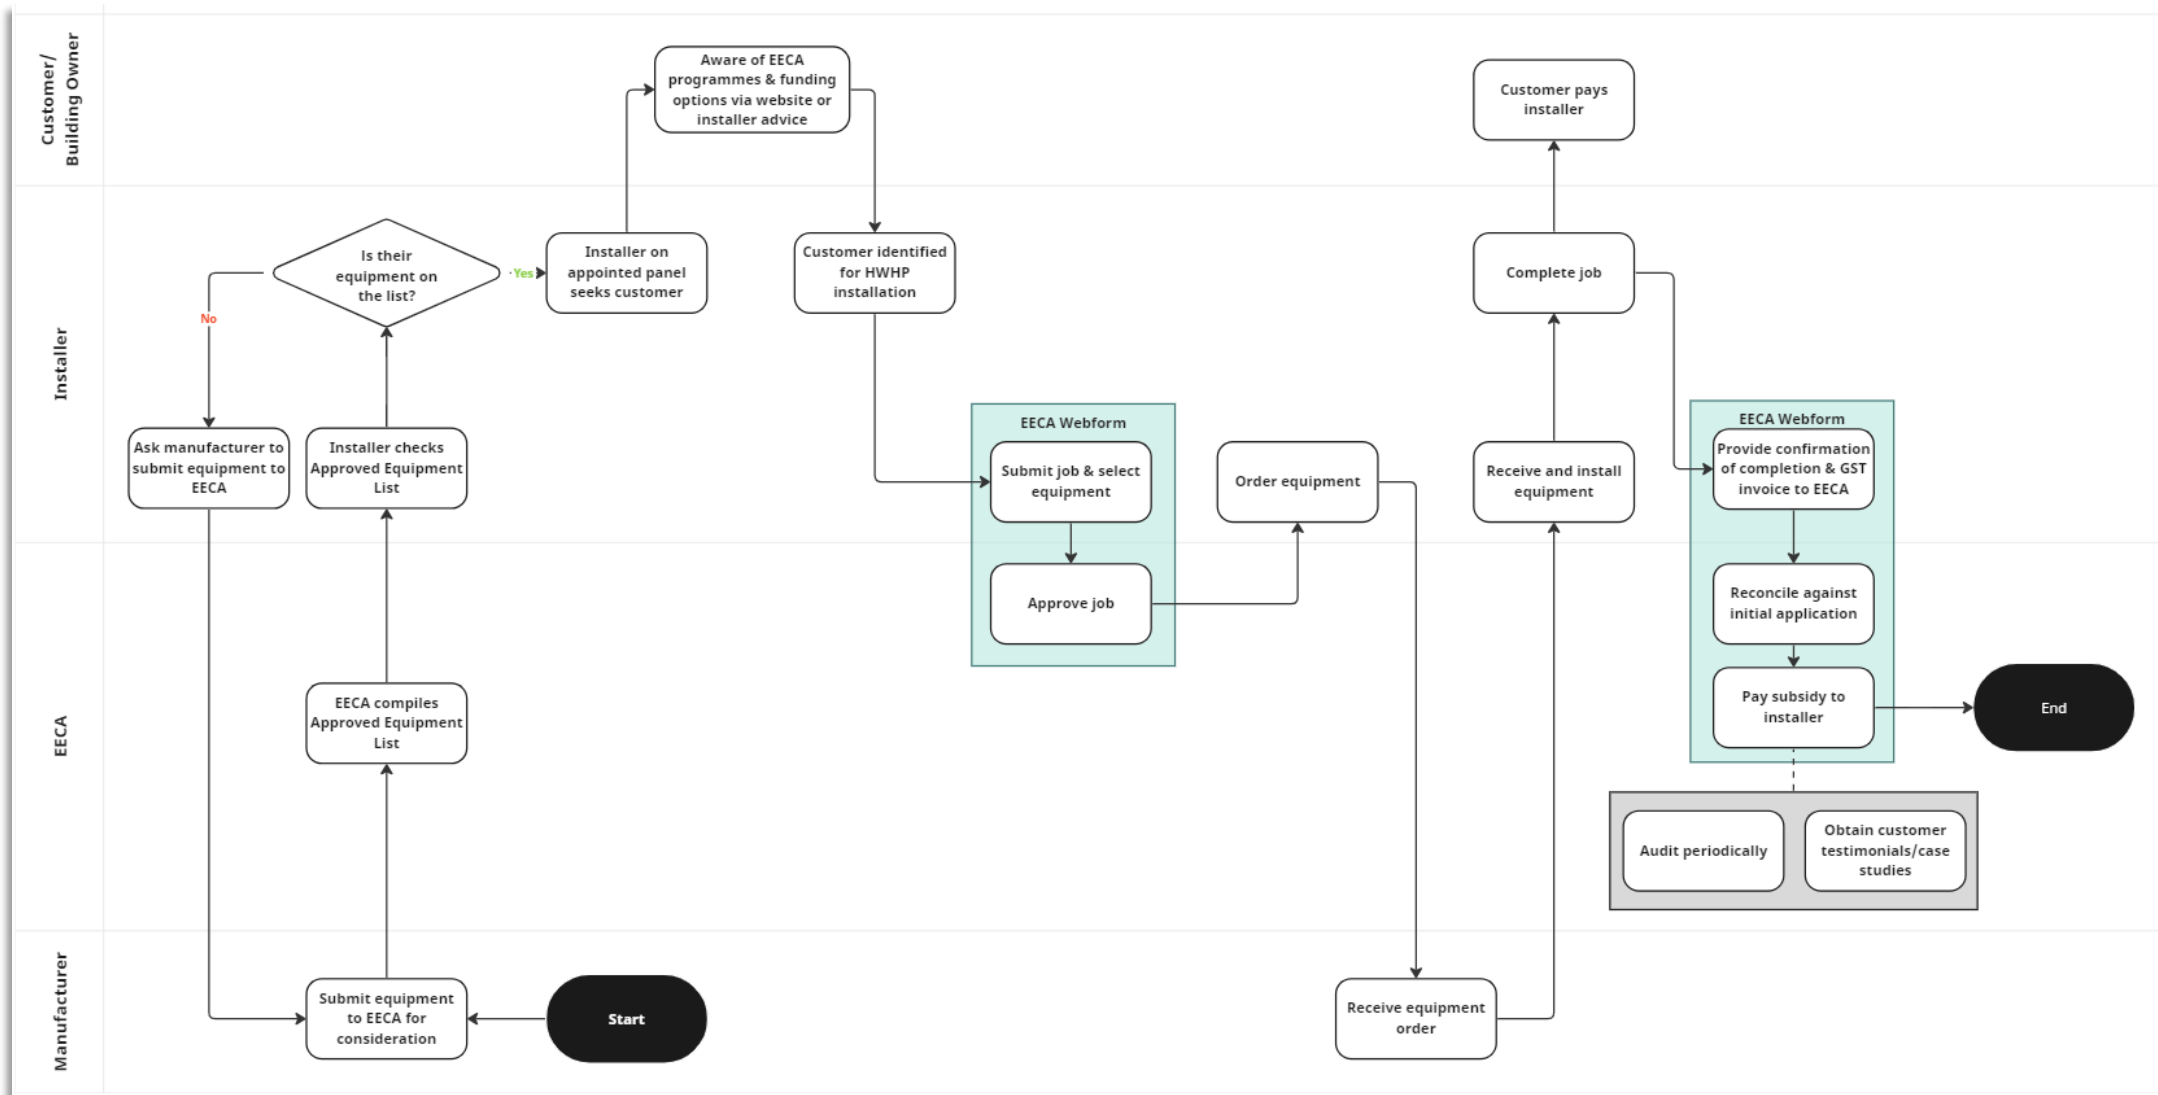 Customer/
Building Owner
Aware of EECA
programmes & funding
options via website or
installer advice
Customer pays
installer
Installer
Is their
equipment on
the list?
Yes
No
Installer on
appointed panel
seeks customer
Customer identified
for HWHP
installation
Complete job
Ask manufacturer to
submit equipment to
EECA
Installer checks
Approved Equipment
List
EECA Webform
Submit job & select
equipment
Order equipment
Receive and install
equipment
EECA Webform
Provide confirmation
of completion & GST
invoice to EECA
EECA
EECA compiles
Approved Equipment
List
Approve job
Reconcile against
initial application
Pay subsidy to
installer
End
Audit periodically
Obtain customer
testimonials/case
studies
Manufacturer
Submit equipment
to EECA for
consideration
Start
Receive equipment
order